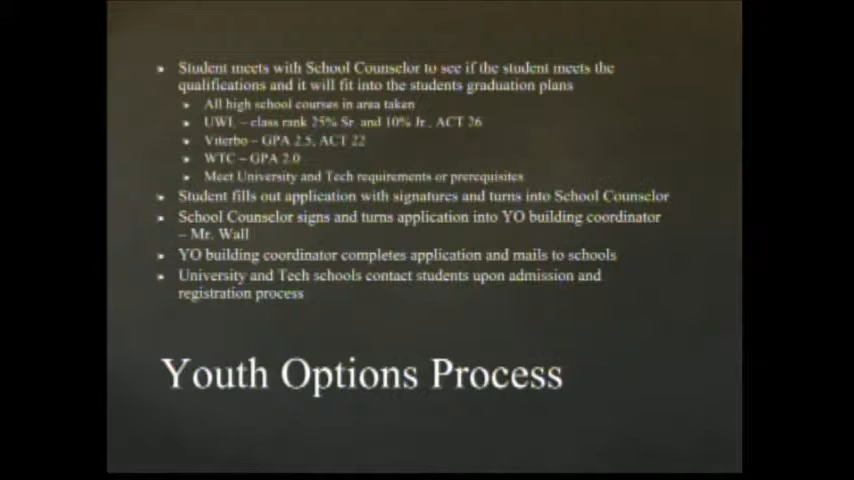 Student meets with School Counselor to see if the student meets the
qualifications and it will fit into the students graduation plans
All high school courses in area taken
UWL – class rank 25% Sr. and 10% Jr., ACT 26
Viterbo – GPA 2.5, ACT 22
WTC – GPA 2.0
Meet University and Tech requirements or prerequisites
Student fills out application with signatures and turns into School Counselor
School Counselor signs and turns application into YO building coordinator
– Mr. Wall
YO building coordinator completes application and mails to schools
University and Tech schools contact students upon admission and
registration process
Youth Options Process